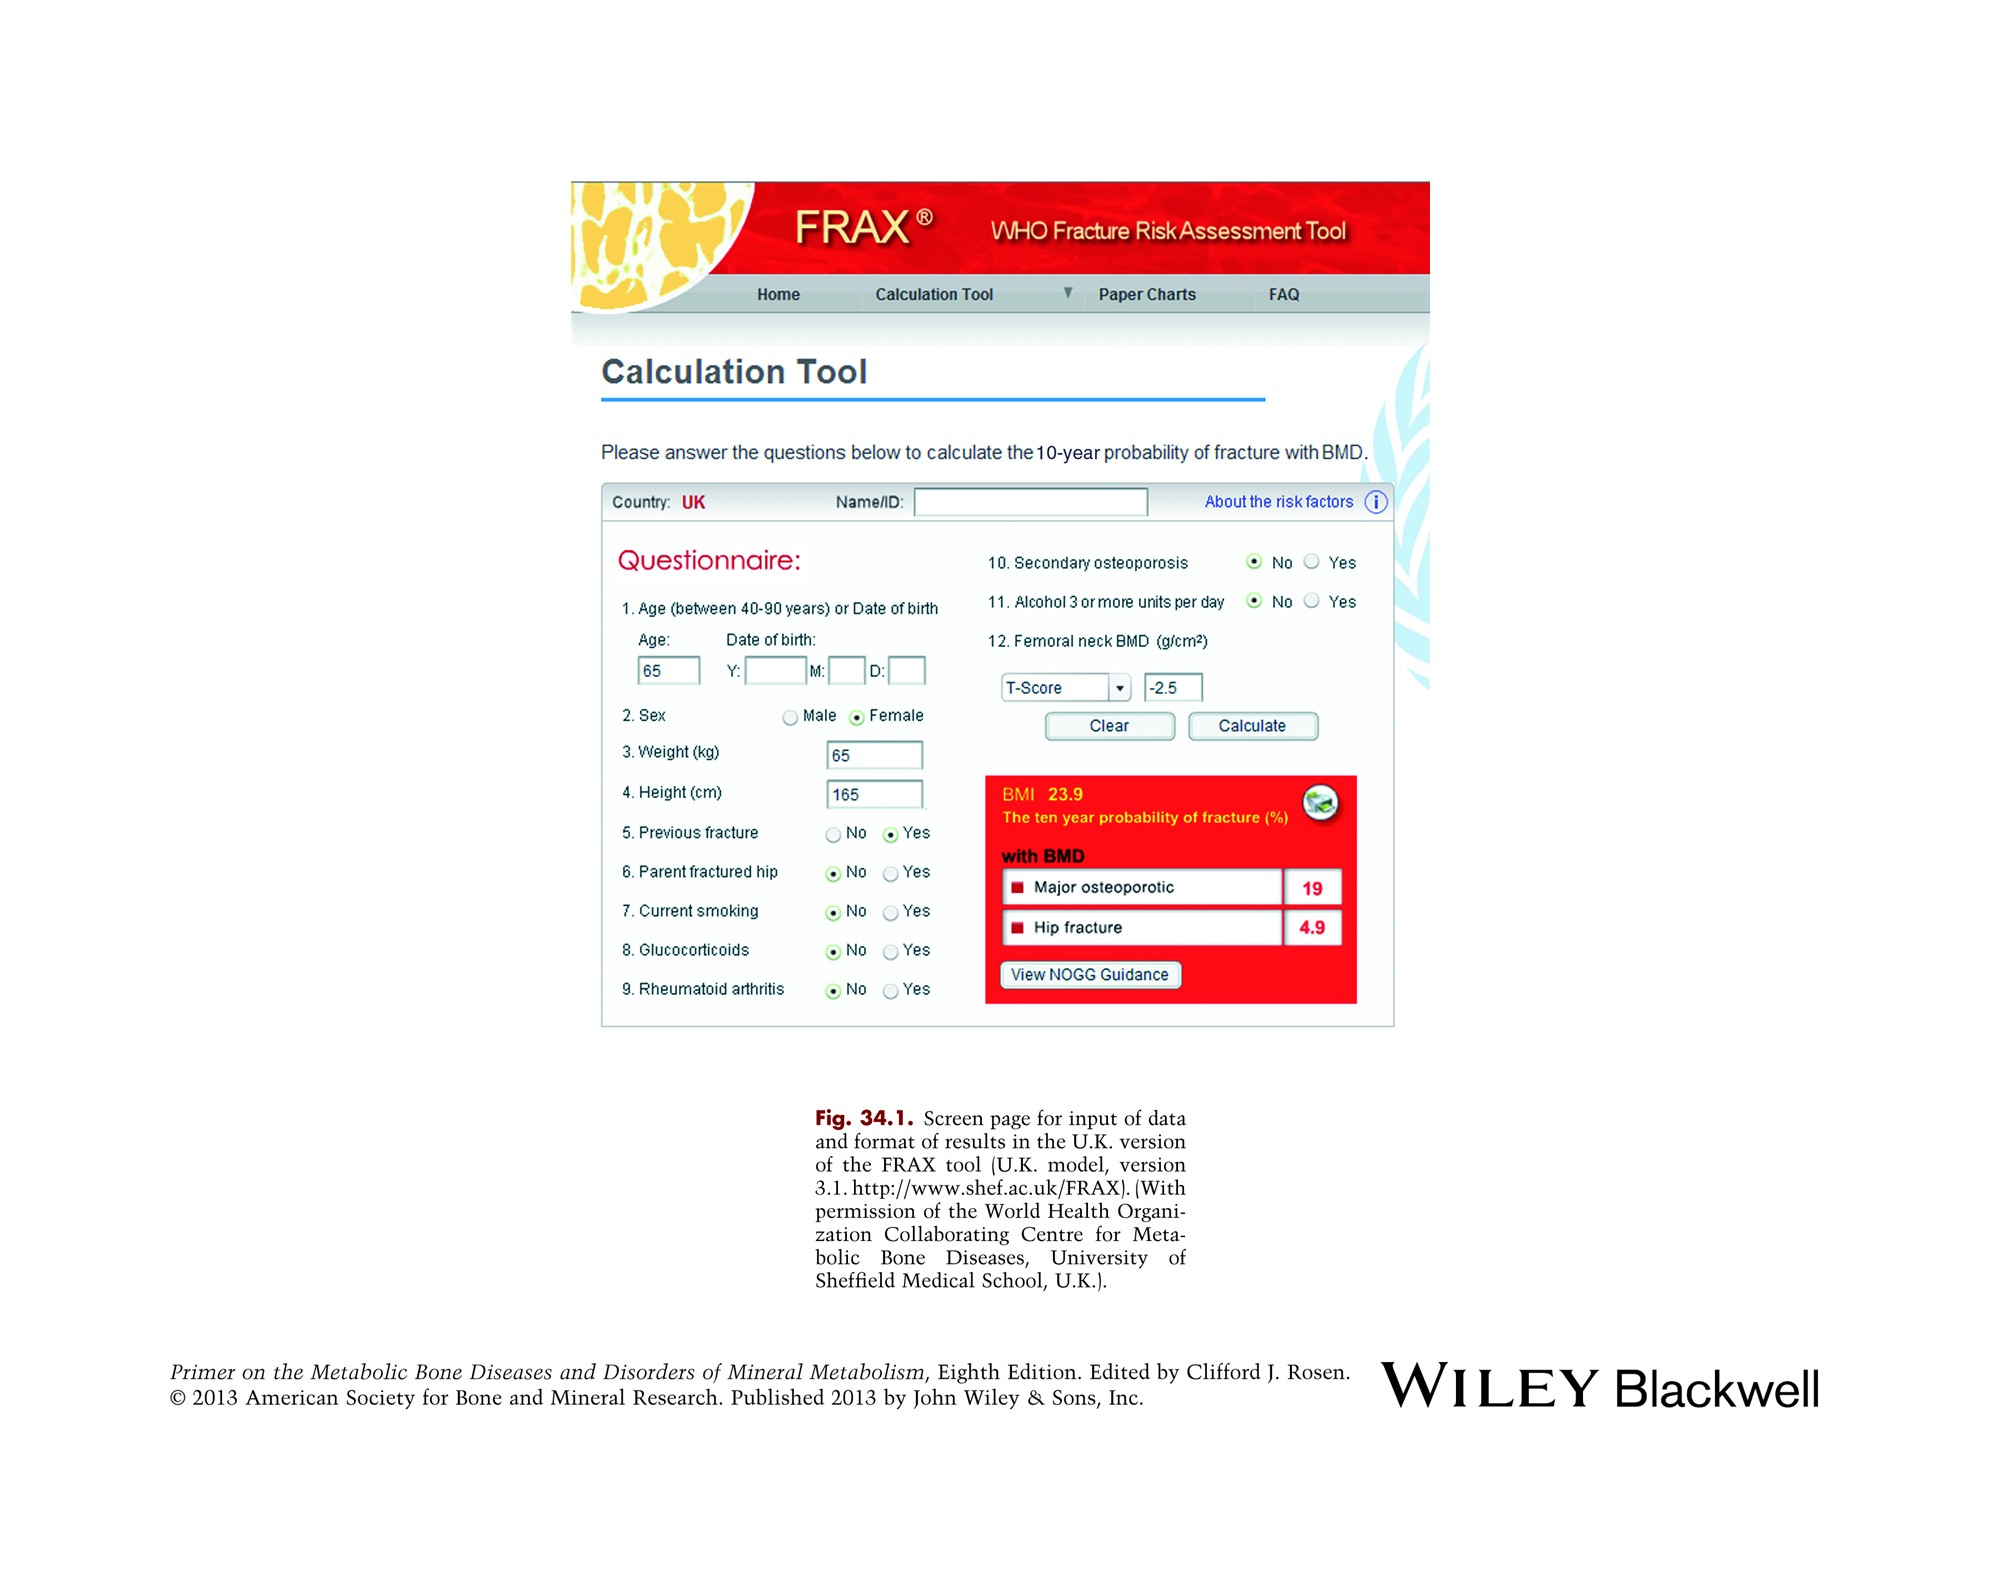 FRAX® WHO Fracture Risk Assessment Tool
Home Calculation Tool Paper Charts FAQ
Calculation Tool
Please answer the questions below to calculate the 10-year probability of fracture with BMD.
Country: UK Name/ID: About the risk factors i
Questionnaire:
1. Age (between 40-90 years) or Date of birth
Age: Date of birth:
65 Y: M: D:
2. Sex Male Female
3. Weight (kg) 65
4. Height (cm) 165
5. Previous fracture No Yes
6. Parent fractured hip No Yes
7. Current smoking No Yes
8. Glucocorticoids No Yes
9. Rheumatoid arthritis No Yes
10. Secondary osteoporosis No Yes
11. Alcohol 3 or more units per day No Yes
12. Femoral neck BMD (g/cm²)
T-Score -2.5
Clear Calculate
BMI 23.9
The ten year probability of fracture (%)
with BMD
Major osteoporotic 19
Hip fracture 4.9
View NOGG Guidance
Fig. 34.1. Screen page for input of data
and format of results in the U.K. version
of the FRAX tool (U.K. model, version
3.1. http://www.shef.ac.uk/FRAX). (With
permission of the World Health Organi-
zation Collaborating Centre for Meta-
bolic Bone Diseases, University of
Sheffield Medical School, U.K.).
Primer on the Metabolic Bone Diseases and Disorders of Mineral Metabolism, Eighth Edition. Edited by Clifford J. Rosen.
© 2013 American Society for Bone and Mineral Research. Published 2013 by John Wiley & Sons, Inc.
WILEY Blackwell